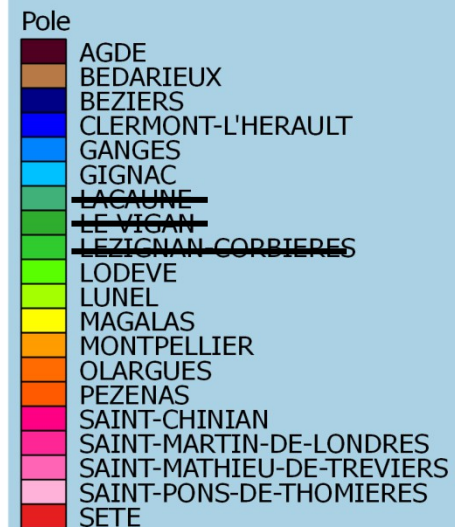 Pole
AGDE
BEDARIEUX
BEZIERS
CLERMONT-L'HERAULT
GANGES
GIGNAC
LACAUNE
LE VIGAN
LEZIGNAN-CORBIERES
LODEVE
LUNEL
MAGALAS
MONTPELLIER
OLARGUES
PEZENAS
SAINT-CHINIAN
SAINT-MARTIN-DE-LONDRES
SAINT-MATHIEU-DE-TREVIERS
SAINT-PONS-DE-THOMIERES
SETE